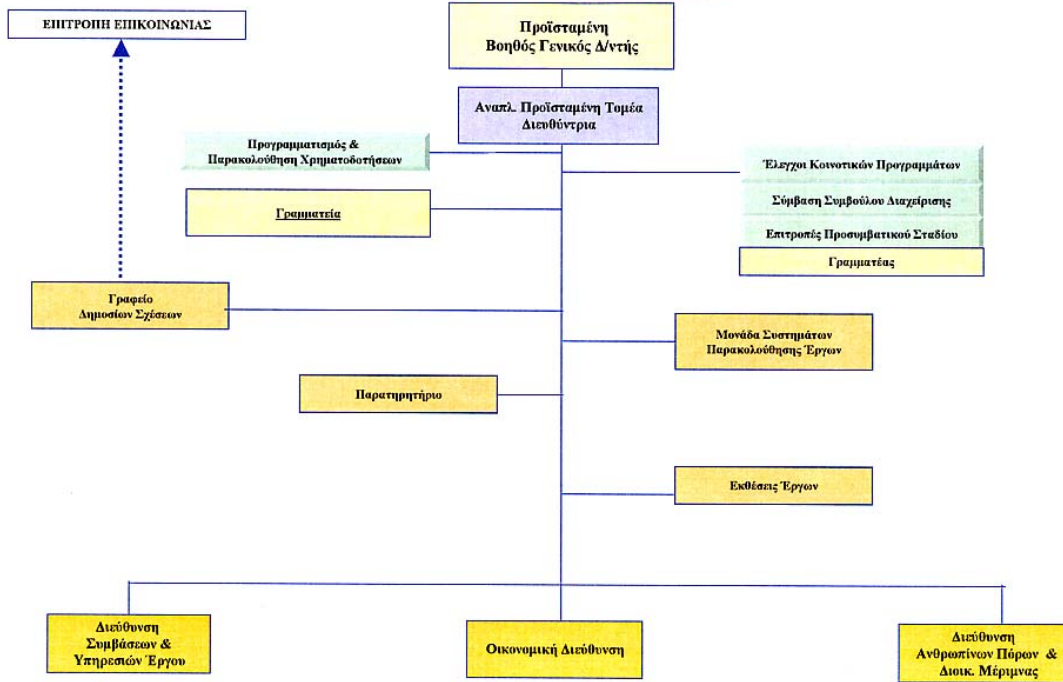 ΕΠΙΤΡΟΠΗ ΕΠΙΚΟΙΝΩΝΙΑΣ
Προϊσταμένη
Βοηθός Γενικός Δ/ντής
Αναπλ. Προϊσταμένη Τομέα
Διευθύντρια
Προγραμματισμός &
Παρακολούθηση Χρηματοδοτήσεων
Έλεγχοι Κοινοτικών Προγραμμάτων
Γραμματεία
Σύμβαση Συμβούλου Διαχείρισης
Επιτροπές Προσυμβατικού Σταδίου
Γραμματέας
Γραφείο
Δημοσίων Σχέσεων
Μονάδα Συστημάτων
Παρακολούθησης Έργων
Παρατηρητήριο
Εκθέσεις Έργων
Διεύθυνση
Συμβάσεων &
Υπηρεσιών Έργου
Οικονομική Διεύθυνση
Διεύθυνση
Ανθρωπίνων Πόρων &
Διοικ. Μέριμνας